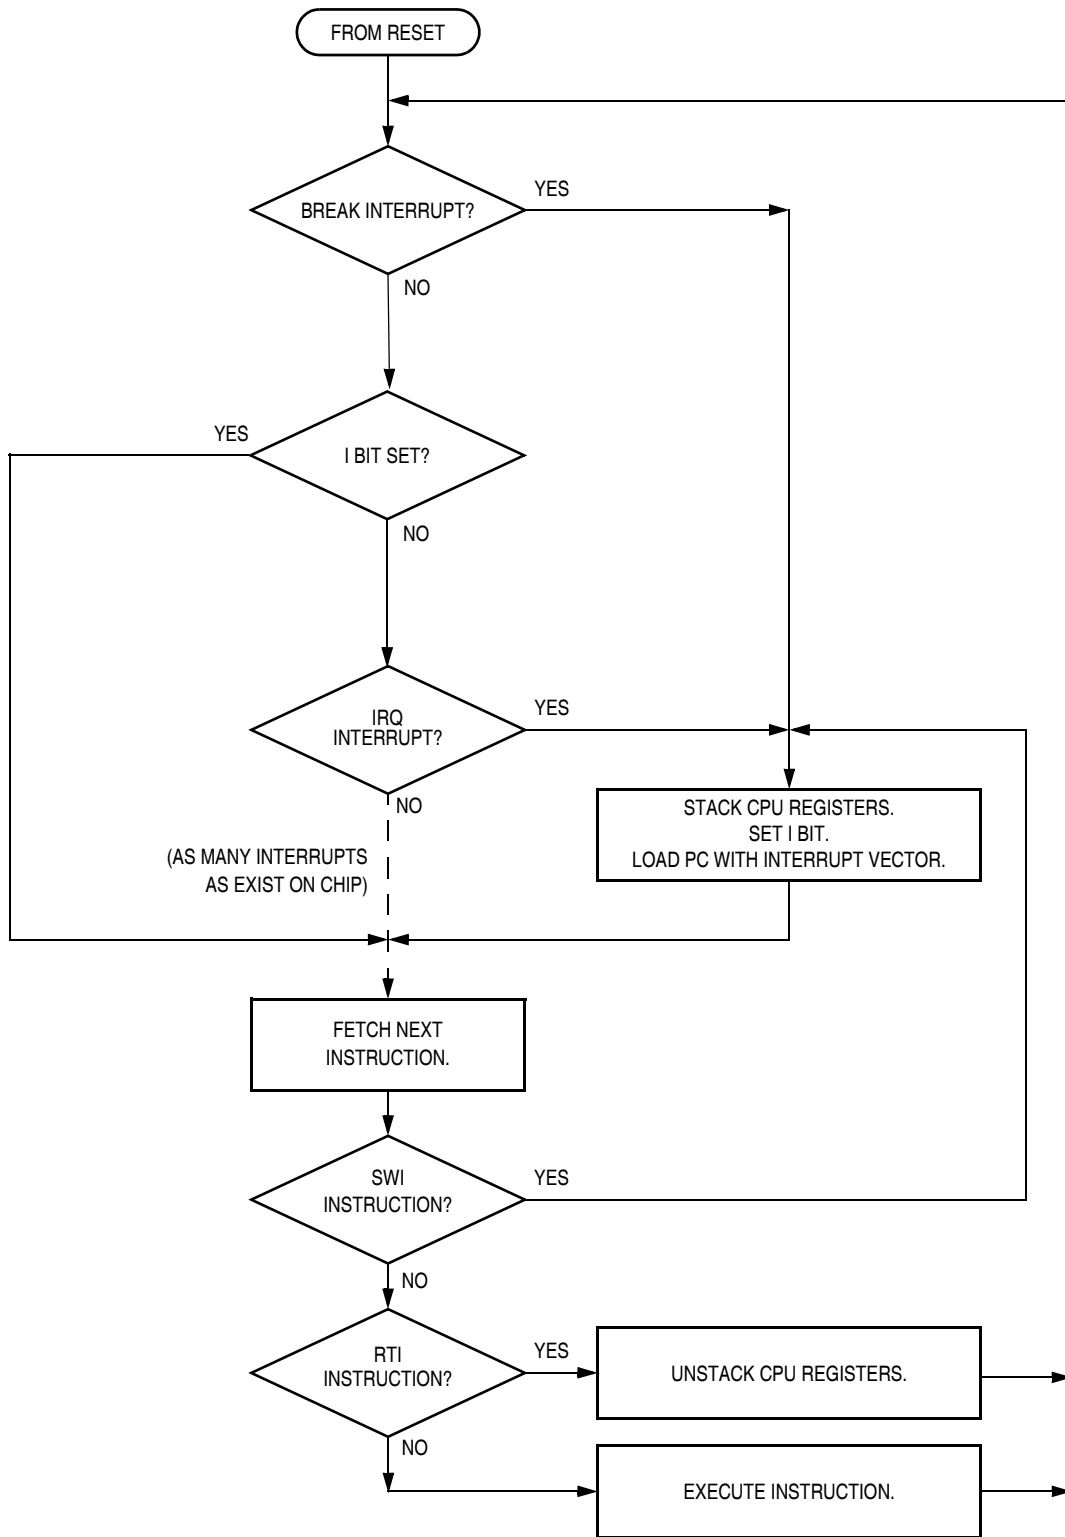 FROM RESET
BREAK INTERRUPT?
YES
NO
YES
I BIT SET?
NO
IRQ
INTERRUPT?
YES
NO
STACK CPU REGISTERS.
SET I BIT.
LOAD PC WITH INTERRUPT VECTOR.
(AS MANY INTERRUPTS
AS EXIST ON CHIP)
FETCH NEXT
INSTRUCTION.
SWI
INSTRUCTION?
YES
NO
RTI
INSTRUCTION?
YES
UNSTACK CPU REGISTERS.
NO
EXECUTE INSTRUCTION.